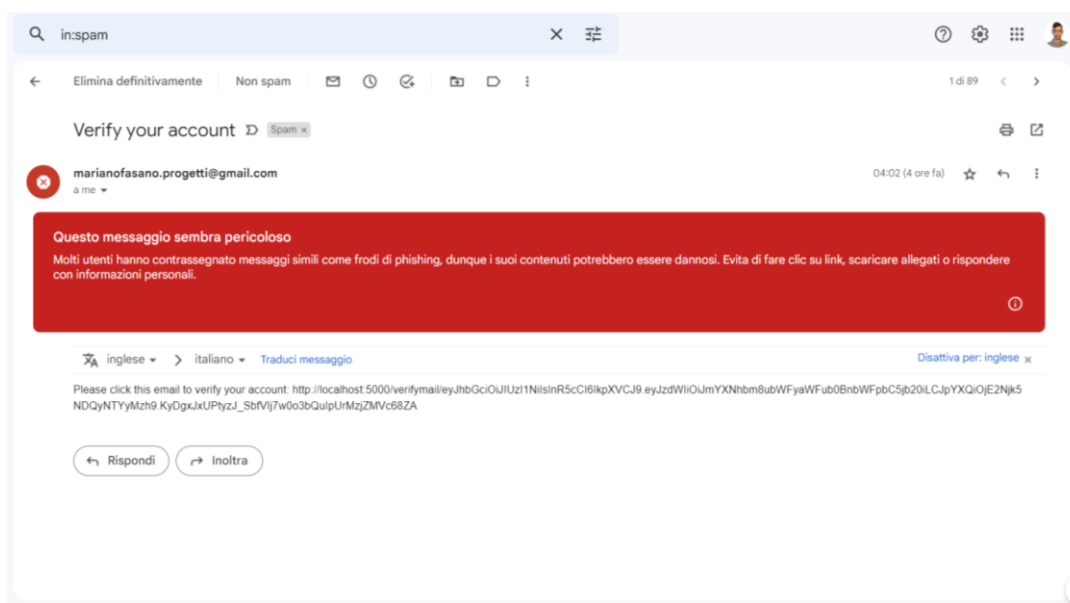 in:spam
Elimina definitivamente Non spam 1 di 89
Verify your account Spam ×
marianofasano.progetti@gmail.com 04:02 (4 ore fa)
a me
Questo messaggio sembra pericoloso
Molti utenti hanno contrassegnato messaggi simili come frodi di phishing, dunque i suoi contenuti potrebbero essere dannosi. Evita di fare clic su link, scaricare allegati o rispondere
con informazioni personali.
inglese > italiano Traduci messaggio Disattiva per: inglese ×
Please click this email to verify your account: http://localhost:5000/verifymail/eyJhbGciOiJIUzI1NiIsInR5cCI6IkpXVCJ9.eyJzdWIiOiJmYXNhbm8ubWFyaWFub0BnbWFpbC5jb20iLCJpYXQiOjE2Njk5
NDQyNTYyMzh9.KyDgxJxUPtyzJ_SbfVlj7w0o3bQulpUrMzjZMVc68ZA
Rispondi Inoltra